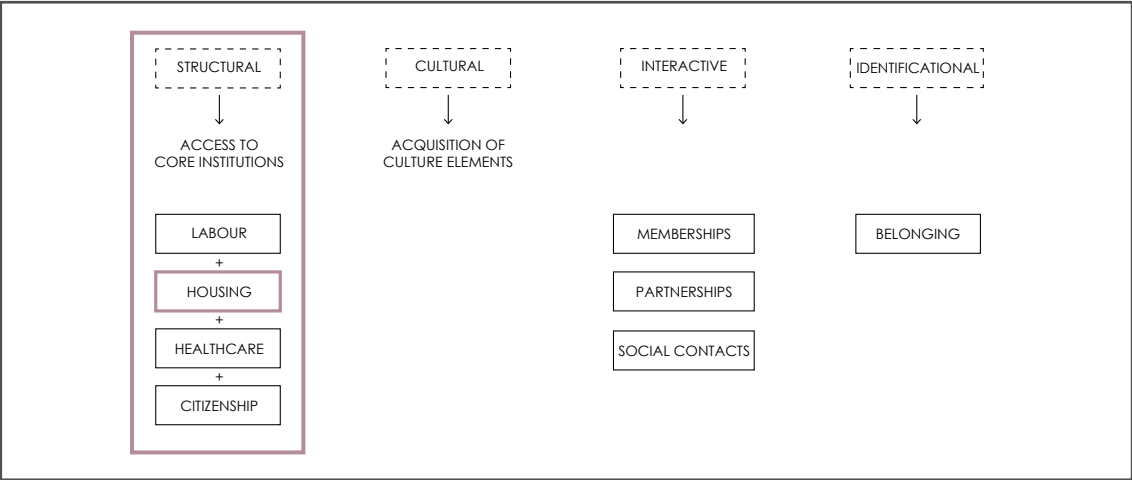 STRUCTURAL
ACCESS TO
CORE INSTITUTIONS
LABOUR
+
HOUSING
+
HEALTHCARE
+
CITIZENSHIP
CULTURAL
ACQUISITION OF
CULTURE ELEMENTS
INTERACTIVE
MEMBERSHIPS
PARTNERSHIPS
SOCIAL CONTACTS
IDENTIFICATIONAL
BELONGING